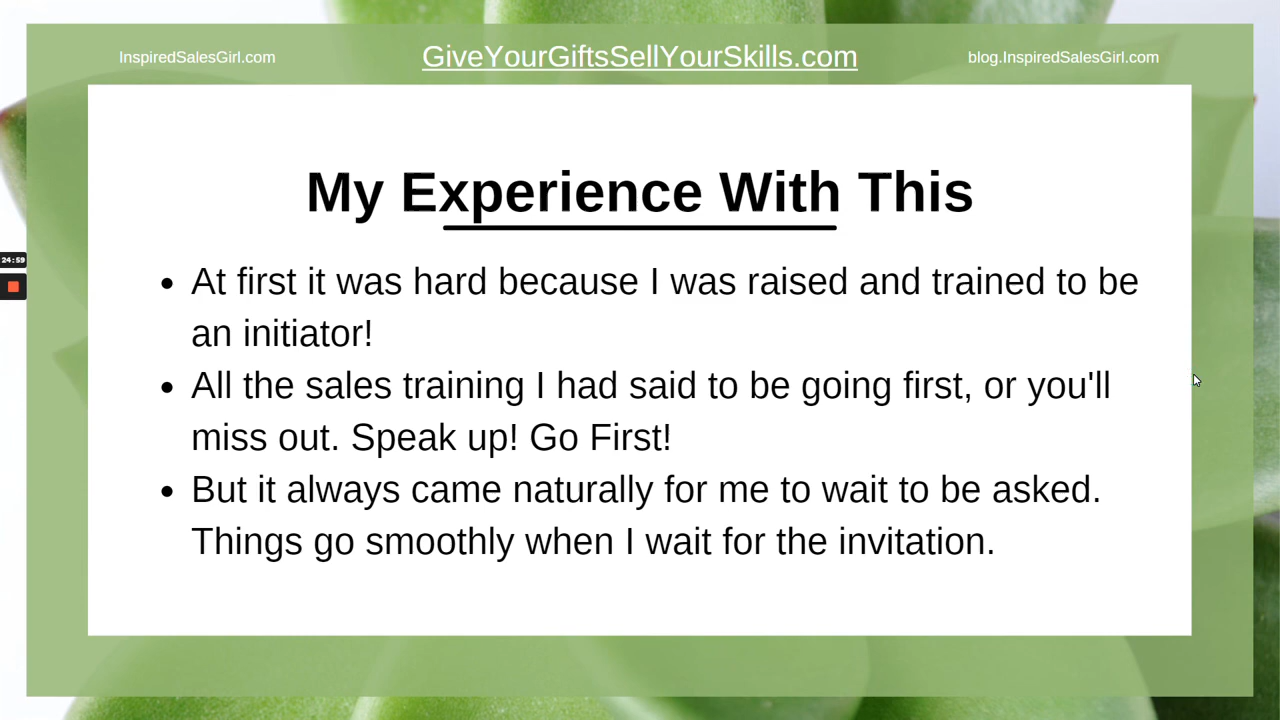 InspiredSalesGirl.com
GiveYourGiftsSellYourSkills.com
blog.InspiredSalesGirl.com
My Experience With This
24:59
• At first it was hard because I was raised and trained to be
an initiator!
• All the sales training I had said to be going first, or you'll
miss out. Speak up! Go First!
• But it always came naturally for me to wait to be asked.
Things go smoothly when I wait for the invitation.